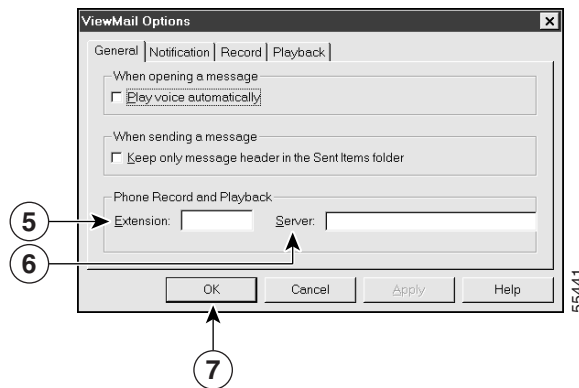 ViewMail Options
General Notification Record Playback
When opening a message
Play voice automatically
When sending a message
Keep only message header in the Sent Items folder
Phone Record and Playback
5 Extension: Server:
6
OK Cancel Apply Help
7
55441